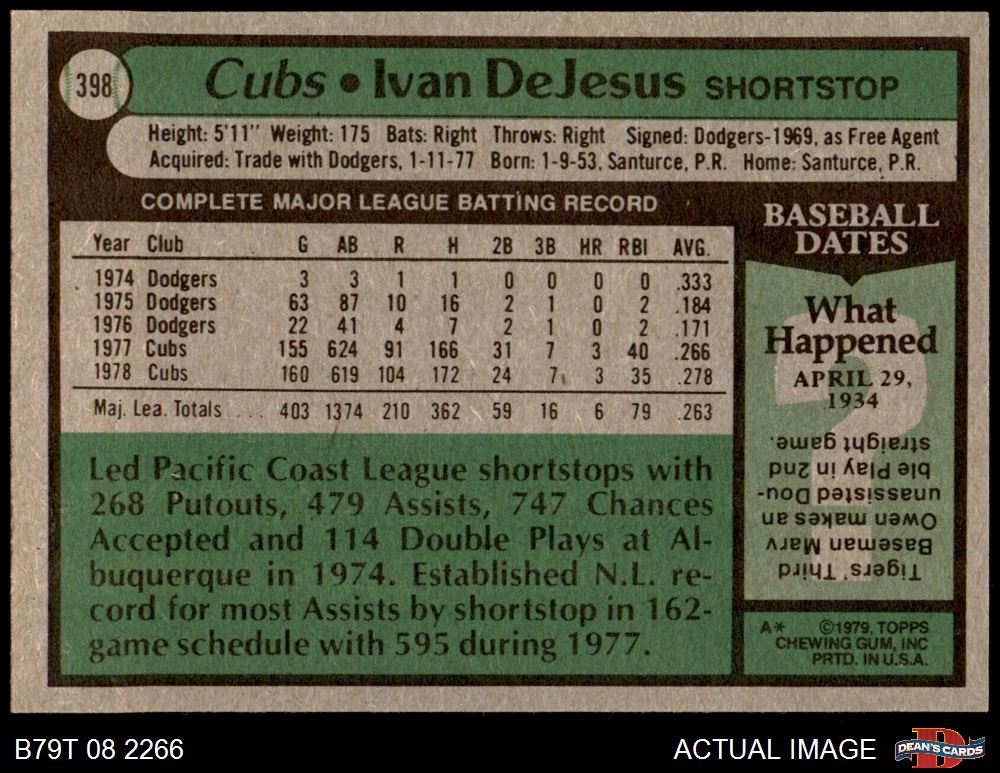 398
Cubs • Ivan DeJesus SHORTSTOP
Height: 5'11" Weight: 175 Bats: Right Throws: Right Signed: Dodgers-1969, as Free Agent
Acquired: Trade with Dodgers, 1-11-77 Born: 1-9-53, Santurce, P.R. Home: Santurce, P.R.
COMPLETE MAJOR LEAGUE BATTING RECORD
Year Club G AB R H 2B 3B HR RBI AVG.
1974 Dodgers 3 3 1 1 0 0 0 0 .333
1975 Dodgers 63 87 10 16 2 1 0 2 .184
1976 Dodgers 22 41 4 7 2 1 0 2 .171
1977 Cubs 155 624 91 166 31 7 3 40 .266
1978 Cubs 160 619 104 172 24 7 3 35 .278
Maj. Lea. Totals .... 403 1374 210 362 59 16 6 79 .263
Led Pacific Coast League shortstops with
268 Putouts, 479 Assists, 747 Chances
Accepted and 114 Double Plays at Al-
buquerque in 1974. Established N.L. re-
cord for most Assists by shortstop in 162-
game schedule with 595 during 1977.
BASEBALL
DATES
What
Happened
APRIL 29,
1934
Tigers' Third
Baseman Marv
Owen makes an
unassisted Dou-
ble Play in 2nd
straight game.
A* ©1979, TOPPS
CHEWING GUM, INC
PRTD. IN U.S.A.
B79T 08 2266
ACTUAL IMAGE
D
DEAN'S CARDS